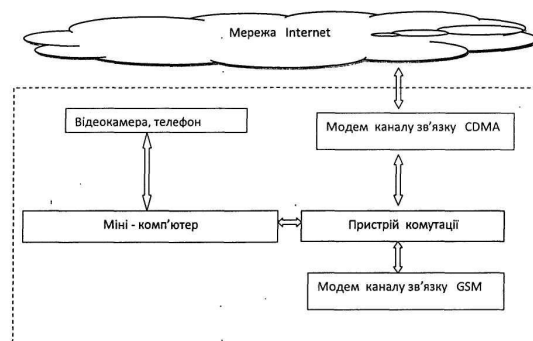 Мережа Internet
Відеокамера, телефон
Модем каналу зв'язку CDMA
Міні - комп'ютер
Пристрій комутації
Модем каналу зв'язку GSM